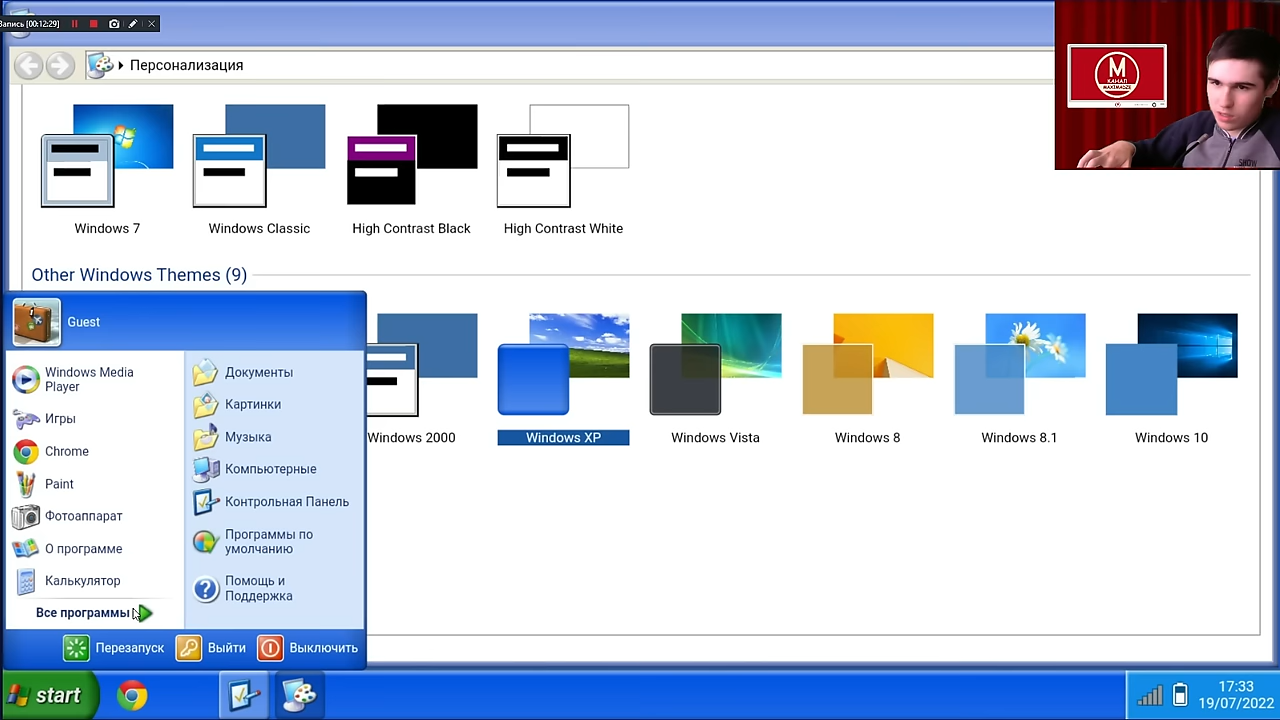 Запись [00:12:29]
Персонализация
М
КАНАЛ
MAXIMASZE
SHOW
Windows 7
Windows Classic
High Contrast Black
High Contrast White
Other Windows Themes (9)
Windows 2000
Windows XP
Windows Vista
Windows 8
Windows 8.1
Windows 10
Guest
Windows Media
Player
Игры
Chrome
Paint
Фотоаппарат
О программе
Калькулятор
Все программы
Документы
Картинки
Музыка
Компьютерные
Контрольная Панель
Программы по
умолчанию
Помощь и
Поддержка
Перезапуск
Выйти
Выключить
start
17:33
19/07/2022